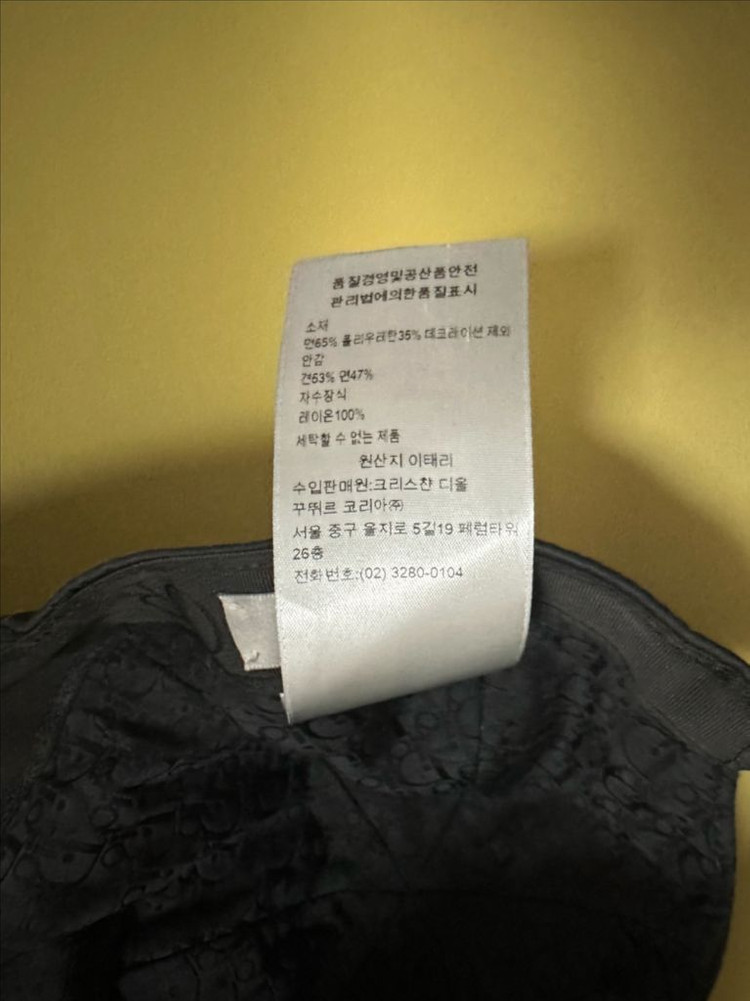 품질경영및공산품안전
관리법에의한품질표시
소재
면65% 폴리우레탄35% 데코레이션 제외
안감
견53% 면47%
자수장식
레이온100%
세탁할 수 없는 제품
원산지 이태리
수입판매원:크리스챤 디올
꾸뛰르 코리아㈜
서울 중구 을지로 5길19 페럼타워
26층
전화번호:(02) 3280-0104